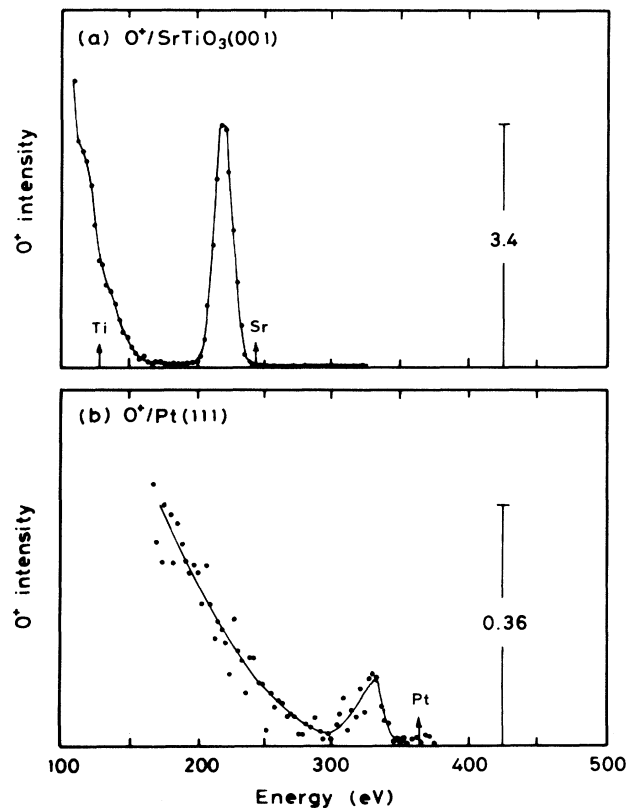 (a) O⁺/SrTiO₃(001)
O⁺ intensity
3.4
Ti
Sr
(b) O⁺/Pt(111)
O⁺ intensity
0.36
Pt
100 200 300 400 500
Energy (eV)